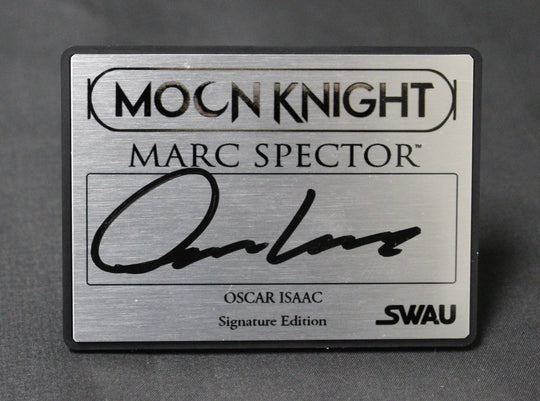 MOON KNIGHT
MARC SPECTOR™
OSCAR ISAAC
Signature Edition
SWAU